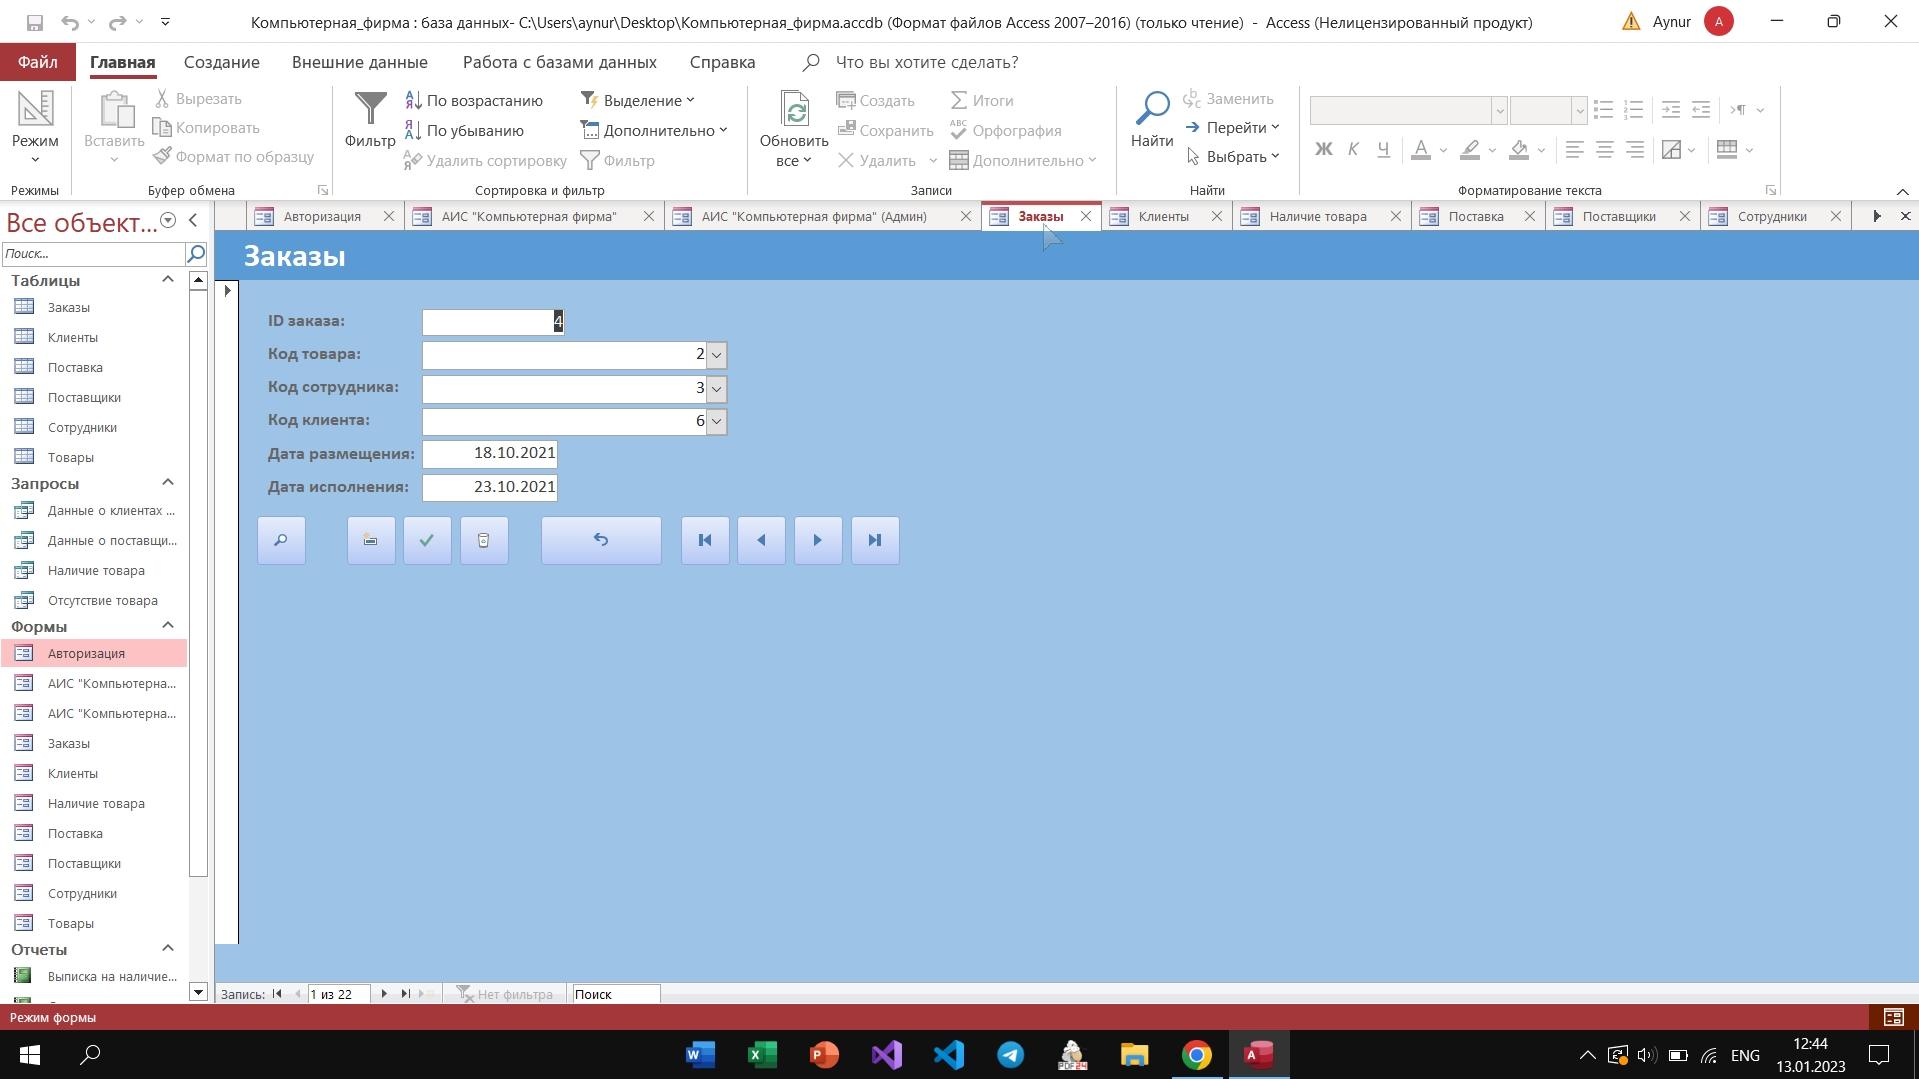 Компьютерная_фирма : база данных- C:\Users\aynur\Desktop\Компьютерная_фирма.accdb (Формат файлов Access 2007–2016) (только чтение) - Access (Нелицензированный продукт)
Aynur
A
Файл
Главная
Создание
Внешние данные
Работа с базами данных
Справка
Что вы хотите сделать?
Режим
Режимы
Вставить
Вырезать
Копировать
Формат по образцу
Буфер обмена
Фильтр
По возрастанию
По убыванию
Удалить сортировку
Выделение
Дополнительно
Фильтр
Сортировка и фильтр
Обновить
все
Создать
Сохранить
Удалить
Итоги
Орфография
Дополнительно
Записи
Найти
Заменить
Перейти
Выбрать
Найти
Ж К Ч А
Форматирование текста
Все объект...
Поиск...
Таблицы
Заказы
Клиенты
Поставка
Поставщики
Сотрудники
Товары
Запросы
Данные о клиентах ...
Данные о поставщи...
Наличие товара
Отсутствие товара
Формы
Авторизация
АИС "Компьютерна...
АИС "Компьютерна...
Заказы
Клиенты
Наличие товара
Поставка
Поставщики
Сотрудники
Товары
Отчеты
Выписка на наличие...
Авторизация
АИС "Компьютерная фирма"
АИС "Компьютерная фирма" (Админ)
Заказы
Клиенты
Наличие товара
Поставка
Поставщики
Сотрудники
Заказы
ID заказа: 4
Код товара: 2
Код сотрудника: 3
Код клиента: 6
Дата размещения: 18.10.2021
Дата исполнения: 23.10.2021
Запись: 1 из 22 Нет фильтра Поиск
Режим формы
PDF24
ENG
12:44
13.01.2023